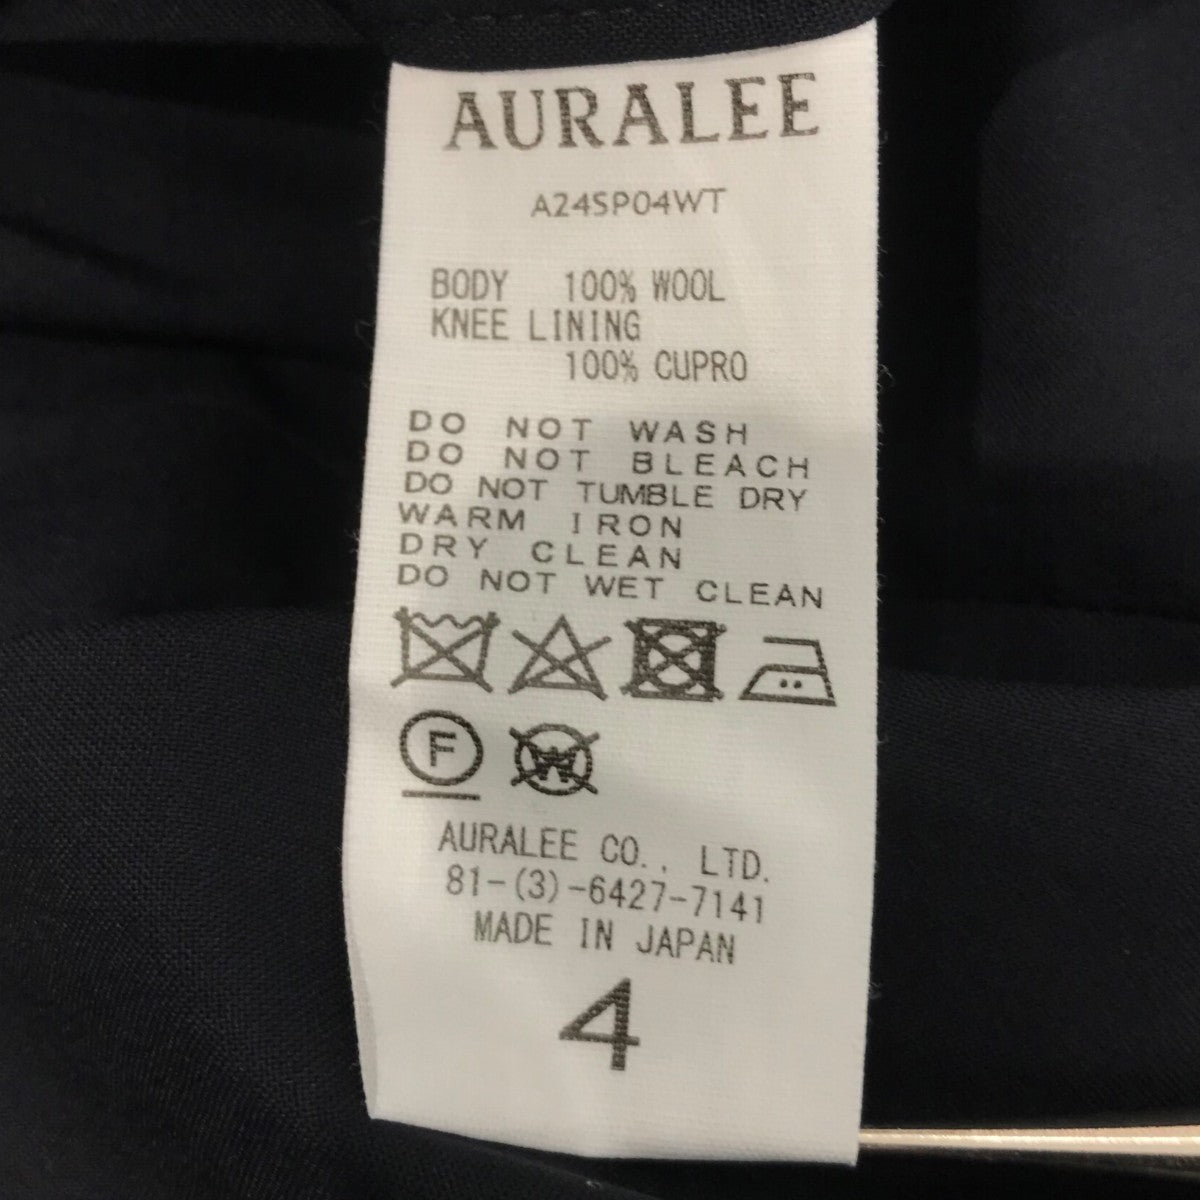 AURALEE
A24SP04WT
BODY 100% WOOL
KNEE LINING
100% CUPRO
DO NOT WASH
DO NOT BLEACH
DO NOT TUMBLE DRY
WARM IRON
DRY CLEAN
DO NOT WET CLEAN
F W
AURALEE CO., LTD.
81-(3)-6427-7141
MADE IN JAPAN
4